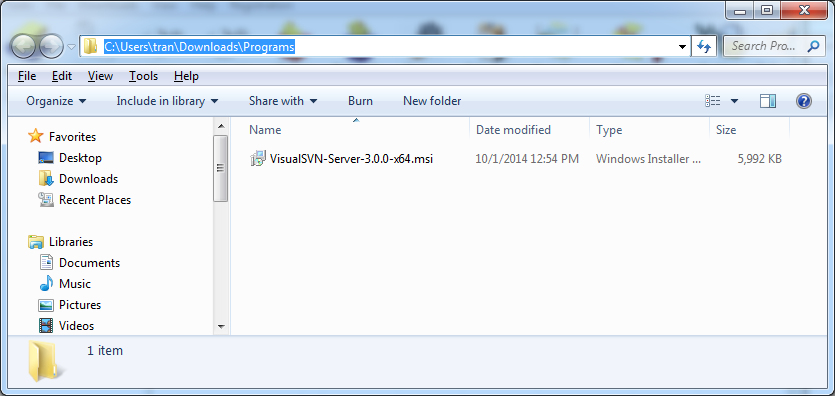 C:\Users\tran\Downloads\Programs
Search Pro...
File Edit View Tools Help
Organize Include in library Share with Burn New folder
Name Date modified Type Size
VisualSVN-Server-3.0.0-x64.msi 10/1/2014 12:54 PM Windows Installer ... 5,992 KB
Favorites
Desktop
Downloads
Recent Places
Libraries
Documents
Music
Pictures
Videos
1 item